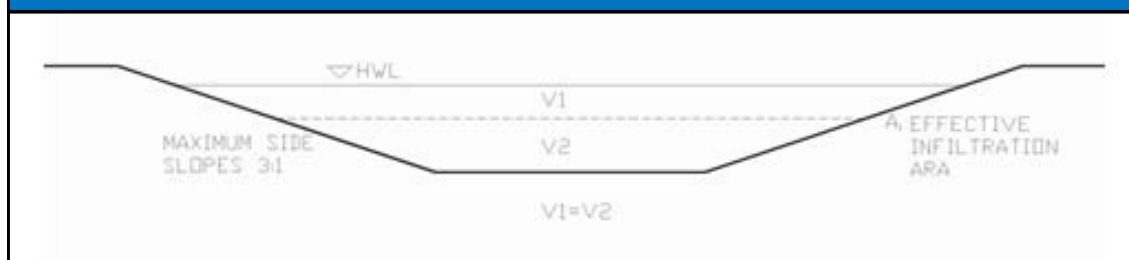 HWL
V1
A, EFFECTIVE
INFILTRATION
ARA
MAXIMUM SIDE
SLOPES 3:1
V2
V1=V2